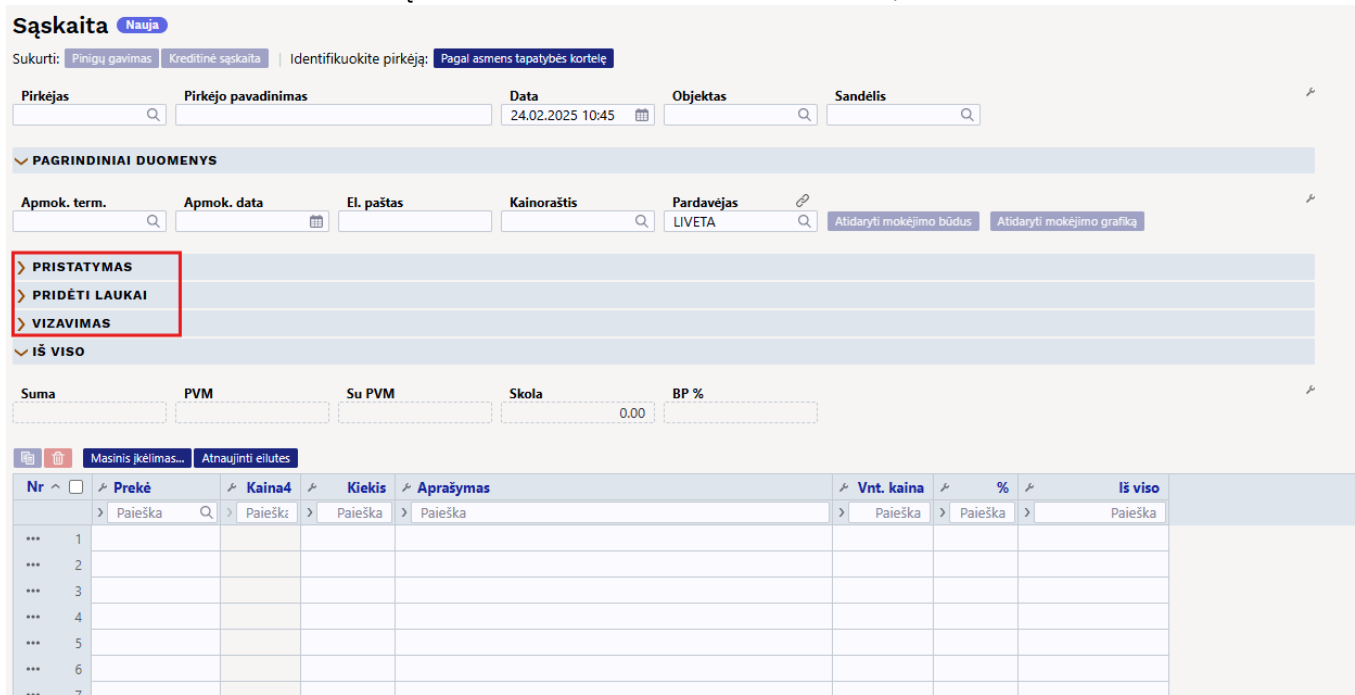 Sąskaita Nauja
Sukurti: Pinigų gavimas Kreditinė sąskaita | Identifikuokite pirkėją: Pagal asmens tapatybės kortelę
Pirkėjas Pirkėjo pavadinimas Data Objektas Sandėlis
24.02.2025 10:45
PAGRINDINIAI DUOMENYS
Apmok. term. Apmok. data El. paštas Kainoraštis Pardavėjas
LIVETA Atidaryti mokėjimo būdus Atidaryti mokėjimo grafiką
PRISTATYMAS
PRIDĖTI LAUKAI
VIZAVIMAS
IŠ VISO
Suma PVM Su PVM Skola BP %
0.00
Masinis įkėlimas... Atnaujinti eilutes
Nr Prekė Kaina4 Kiekis Aprašymas Vnt. kaina % Iš viso
Paieška Paieška Paieška Paieška Paieška Paieška Paieška
1
2
3
4
5
6
7